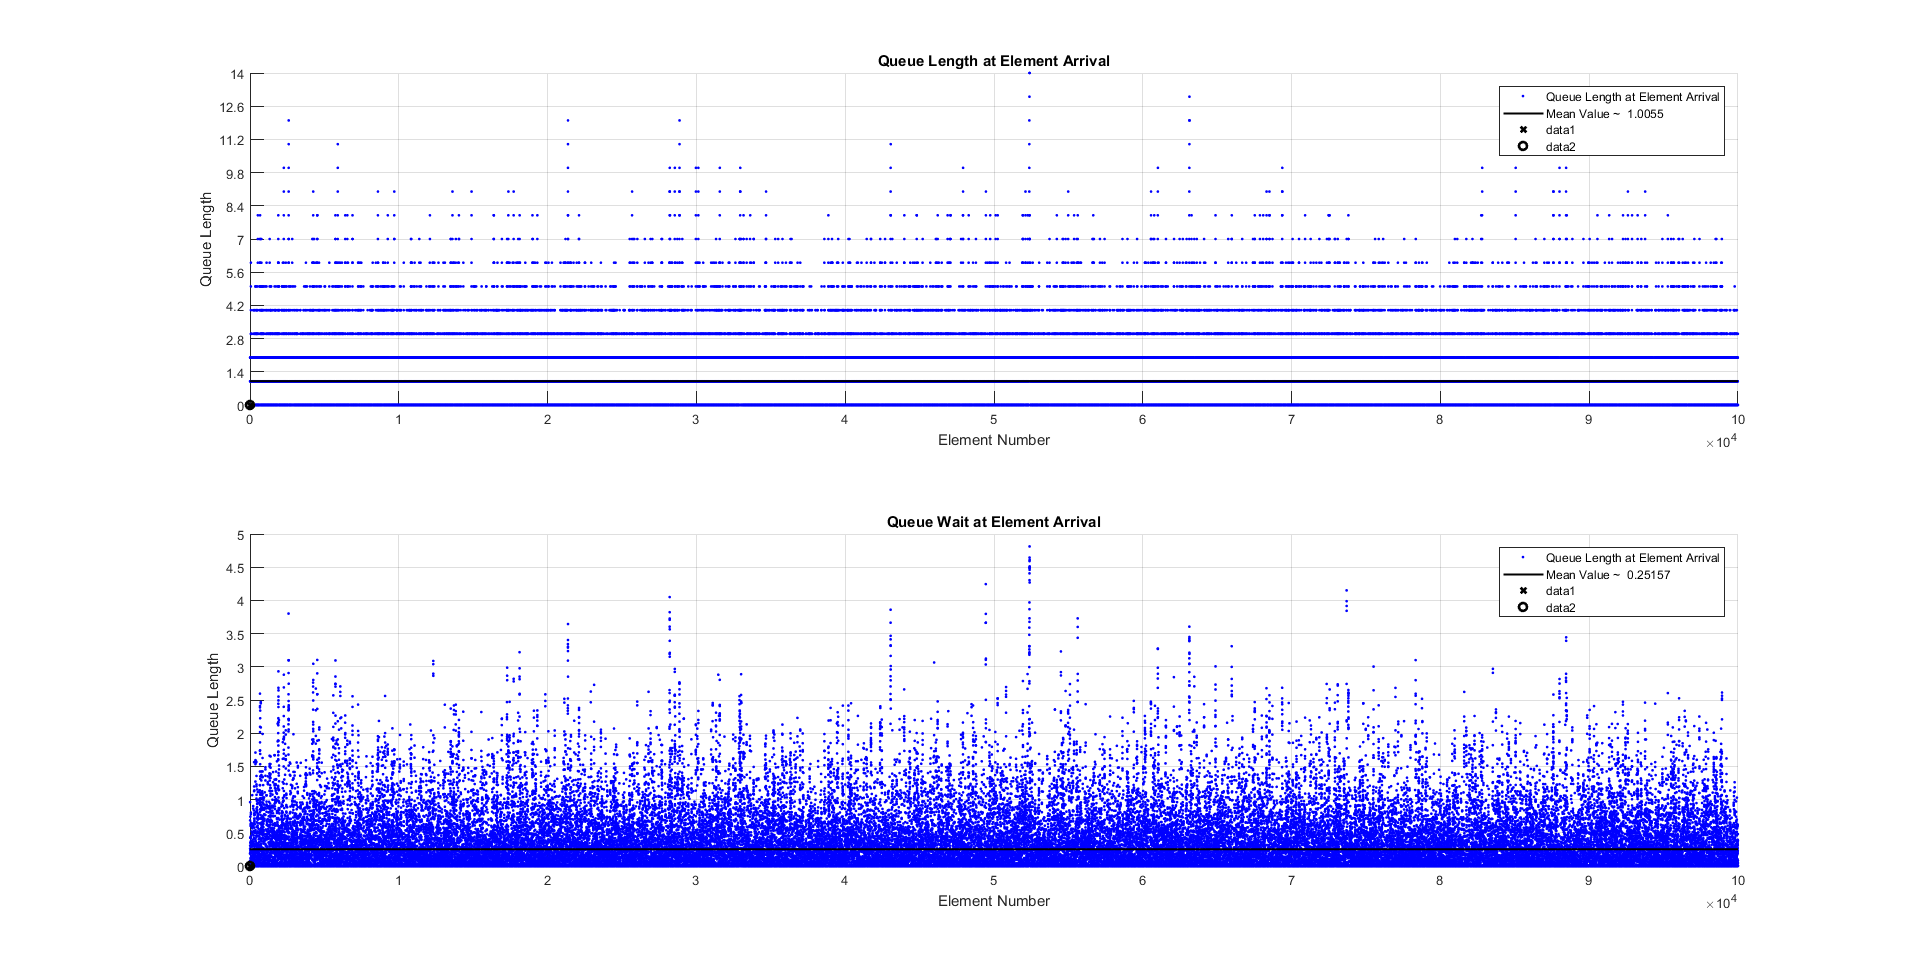 Queue Length at Element Arrival
14
12.6
11.2
9.8
8.4
7
5.6
4.2
2.8
1.4
0
Queue Length
0 1 2 3 4 5 6 7 8 9 10
Element Number
×10^4
Queue Length at Element Arrival
Mean Value ~ 1.0055
data1
data2
Queue Wait at Element Arrival
5
4.5
4
3.5
3
2.5
2
1.5
1
0.5
0
Queue Length
0 1 2 3 4 5 6 7 8 9 10
Element Number
×10^4
Queue Length at Element Arrival
Mean Value ~ 0.25157
data1
data2